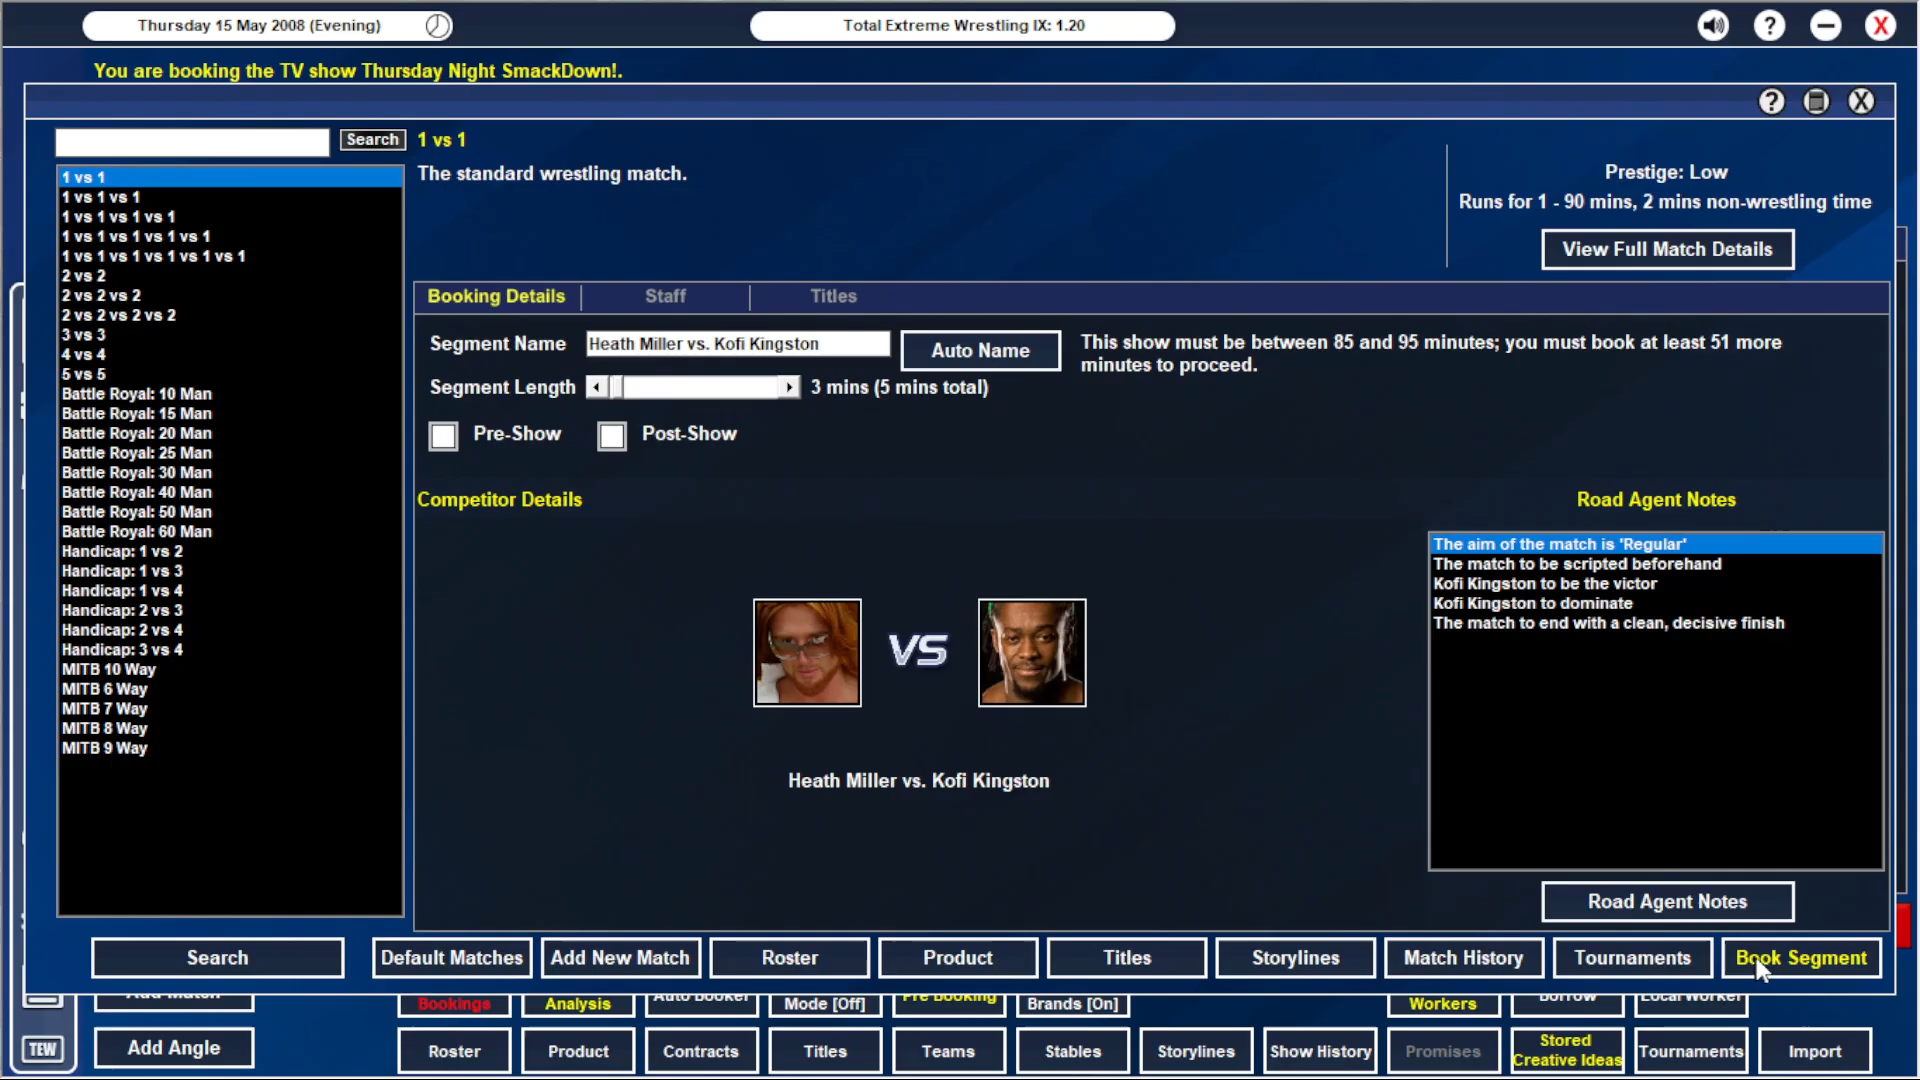 Thursday 15 May 2008 (Evening)
Total Extreme Wrestling IX: 1.20
?
X
You are booking the TV show Thursday Night SmackDown!.
?
X
Search
1 vs 1
The standard wrestling match.
Prestige: Low
Runs for 1 - 90 mins, 2 mins non-wrestling time
View Full Match Details
1 vs 1
1 vs 1 vs 1
1 vs 1 vs 1 vs 1
1 vs 1 vs 1 vs 1 vs 1
1 vs 1 vs 1 vs 1 vs 1 vs 1
2 vs 2
2 vs 2 vs 2
2 vs 2 vs 2 vs 2
3 vs 3
4 vs 4
5 vs 5
Battle Royal: 10 Man
Battle Royal: 15 Man
Battle Royal: 20 Man
Battle Royal: 25 Man
Battle Royal: 30 Man
Battle Royal: 40 Man
Battle Royal: 50 Man
Battle Royal: 60 Man
Handicap: 1 vs 2
Handicap: 1 vs 3
Handicap: 1 vs 4
Handicap: 2 vs 3
Handicap: 2 vs 4
Handicap: 3 vs 4
MITB 10 Way
MITB 6 Way
MITB 7 Way
MITB 8 Way
MITB 9 Way
Booking Details
Staff
Titles
Segment Name
Heath Miller vs. Kofi Kingston
Auto Name
This show must be between 85 and 95 minutes; you must book at least 51 more
minutes to proceed.
Segment Length
3 mins (5 mins total)
Pre-Show
Post-Show
Competitor Details
VS
Heath Miller vs. Kofi Kingston
Road Agent Notes
The aim of the match is 'Regular'
The match to be scripted beforehand
Kofi Kingston to be the victor
Kofi Kingston to dominate
The match to end with a clean, decisive finish
Road Agent Notes
Search
Default Matches
Add New Match
Roster
Product
Titles
Storylines
Match History
Tournaments
Book Segment
Add Match
Bookings
Analysis
Auto Booker
Mode [Off]
Pre Booking
Brands [On]
Workers
Borrow
Local Worker
TEW
Add Angle
Roster
Product
Contracts
Titles
Teams
Stables
Storylines
Show History
Promises
Stored
Creative Ideas
Tournaments
Import